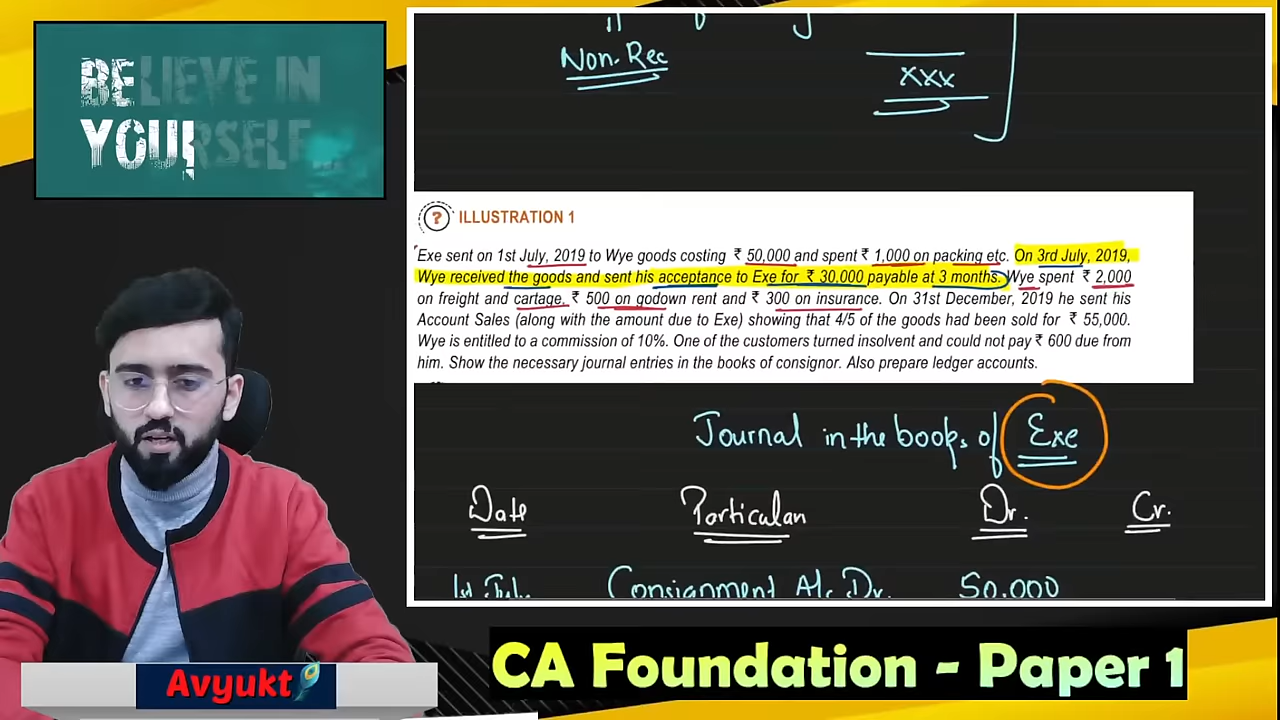 BELIEVE IN
YOURSELF
Non. Rec
xxx
? ILLUSTRATION 1
Exe sent on 1st July, 2019 to Wye goods costing ₹ 50,000 and spent ₹ 1,000 on packing etc. On 3rd July, 2019,
Wye received the goods and sent his acceptance to Exe for ₹ 30,000 payable at 3 months. Wye spent ₹ 2,000
on freight and cartage, ₹ 500 on godown rent and ₹ 300 on insurance. On 31st December, 2019 he sent his
Account Sales (along with the amount due to Exe) showing that 4/5 of the goods had been sold for ₹ 55,000.
Wye is entitled to a commission of 10%. One of the customers turned insolvent and could not pay ₹ 600 due from
him. Show the necessary journal entries in the books of consignor. Also prepare ledger accounts.
Journal in the books of Exe
Date Particular Dr. Cr.
1st July Consignment A/c Dr. 50,000
Avyukt
CA Foundation - Paper 1